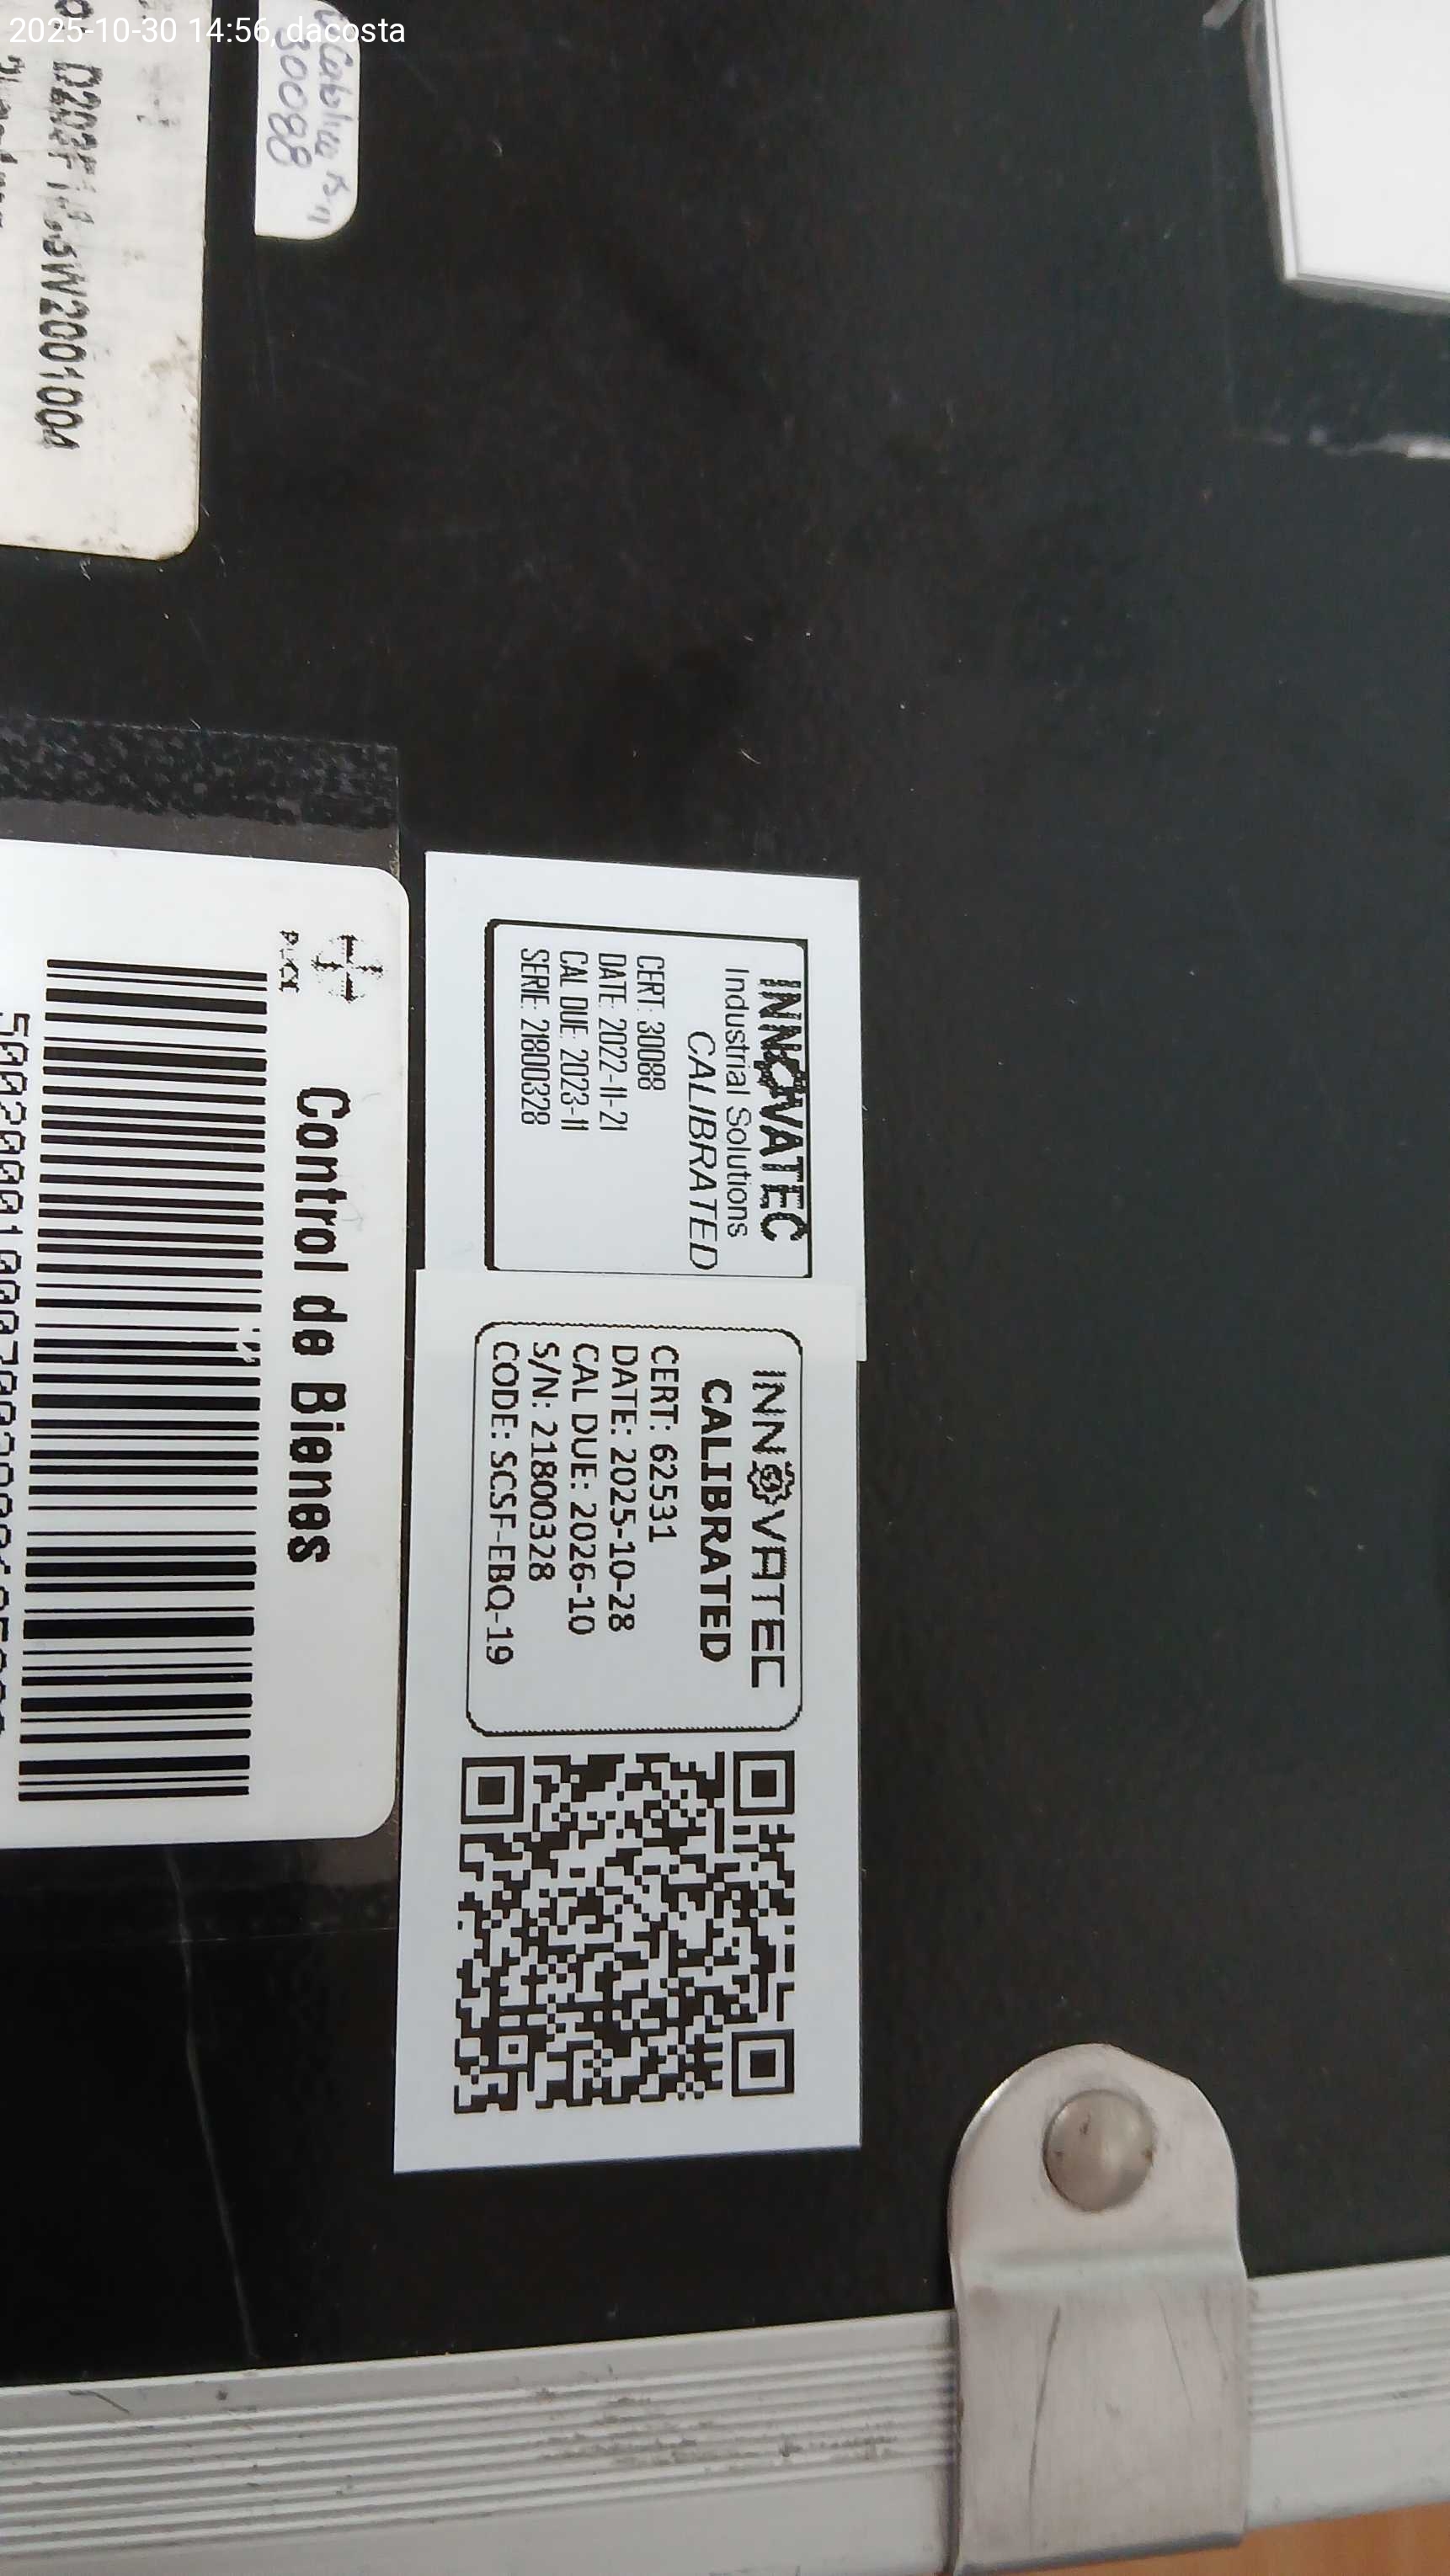 2025-10-30 14:56, dacosta
30088
INNOVATEC
Industrial Solutions
CALIBRATED
CERT: 30088
DATE: 2022-11-21
CAL DUE: 2023-11
SERIE: 21800328
INNOVATEC
CALIBRATED
CERT: 62531
DATE: 2025-10-28
CAL DUE: 2026-10
S/N: 21800328
CODE: SCSF-EBQ-19
Control de Bienes